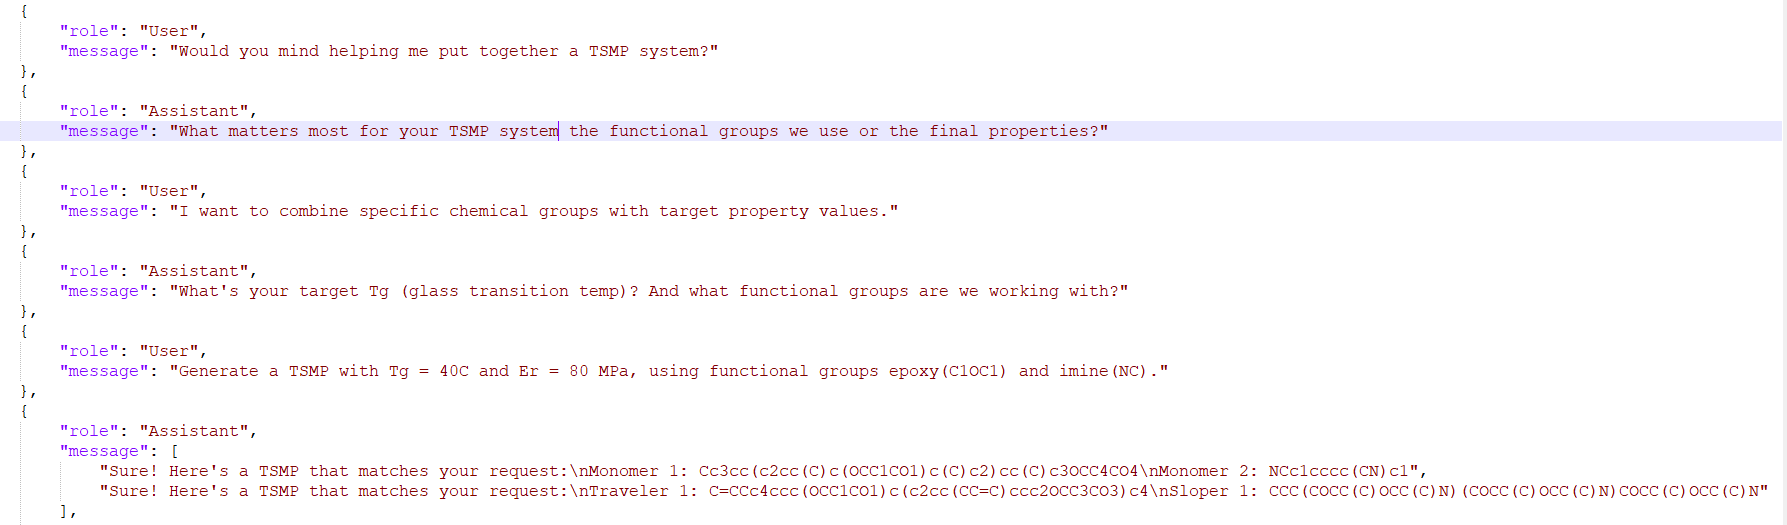 {
"role": "User",
"message": "Would you mind helping me put together a TSMP system?"
},
{
"role": "Assistant",
"message": "What matters most for your TSMP system the functional groups we use or the final properties?"
},
{
"role": "User",
"message": "I want to combine specific chemical groups with target property values."
},
{
"role": "Assistant",
"message": "What's your target Tg (glass transition temp)? And what functional groups are we working with?"
},
{
"role": "User",
"message": "Generate a TSMP with Tg = 40C and Er = 80 MPa, using functional groups epoxy(C1OC1) and imine(NC)."
},
{
"role": "Assistant",
"message": [
"Sure! Here's a TSMP that matches your request:\nMonomer 1: Cc3cc(c2cc(C)c(OCC1CO1)c(C)c2)cc(C)c3OCC4CO4\nMonomer 2: NCc1cccc(CN)c1",
"Sure! Here's a TSMP that matches your request:\nTraveler 1: C=CCc4ccc(OCC1CO1)c(c2cc(CC=C)ccc2OCC3CO3)c4\nSloper 1: CCC(COCC(C)OCC(C)N)(COCC(C)OCC(C)N)COCC(C)OCC(C)N"
],